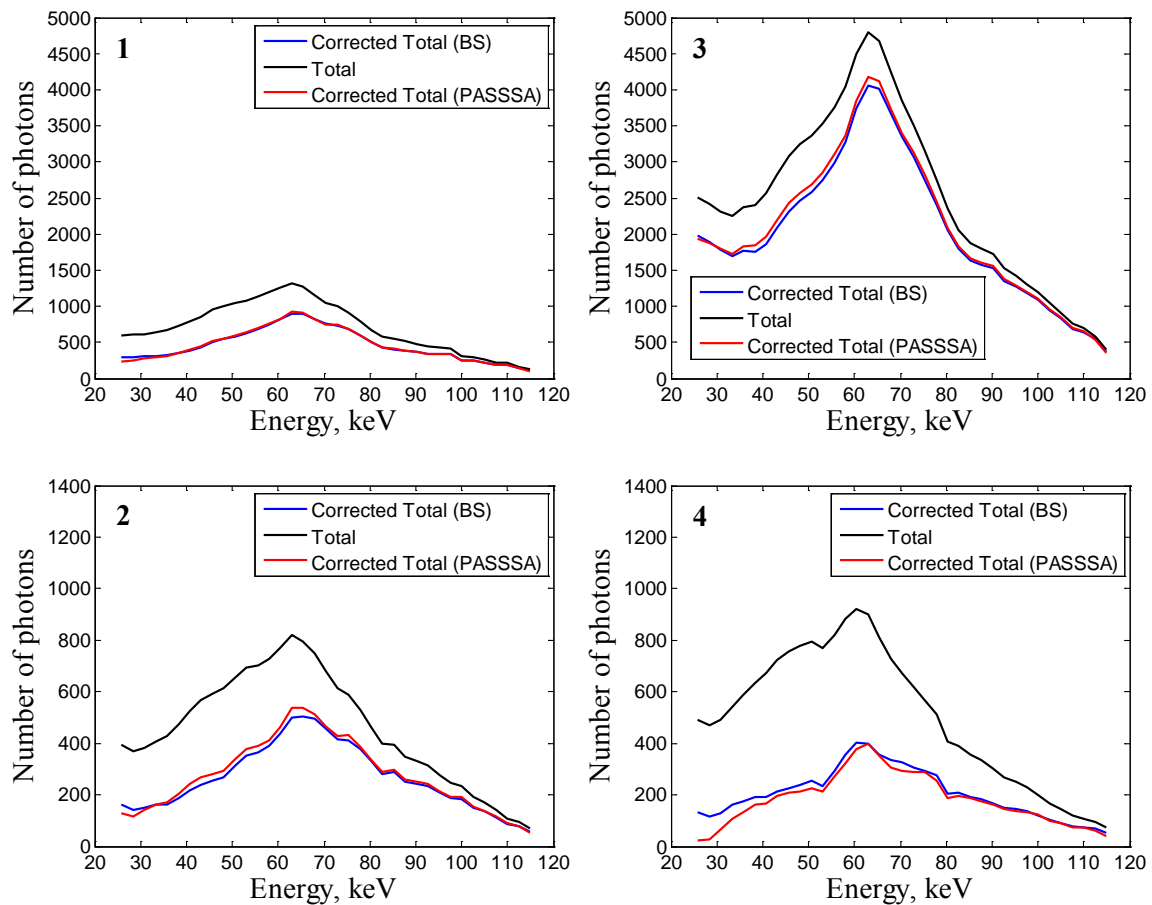 1
Corrected Total (BS)
Total
Corrected Total (PASSSA)
5000
4500
4000
3500
3000
2500
2000
1500
1000
500
0
Number of photons
20 30 40 50 60 70 80 90 100 110 120
Energy, keV
3
Corrected Total (BS)
Total
Corrected Total (PASSSA)
5000
4500
4000
3500
3000
2500
2000
1500
1000
500
0
Number of photons
20 30 40 50 60 70 80 90 100 110 120
Energy, keV
2
Corrected Total (BS)
Total
Corrected Total (PASSSA)
1400
1200
1000
800
600
400
200
0
Number of photons
20 30 40 50 60 70 80 90 100 110 120
Energy, keV
4
Corrected Total (BS)
Total
Corrected Total (PASSSA)
1400
1200
1000
800
600
400
200
0
Number of photons
20 30 40 50 60 70 80 90 100 110 120
Energy, keV